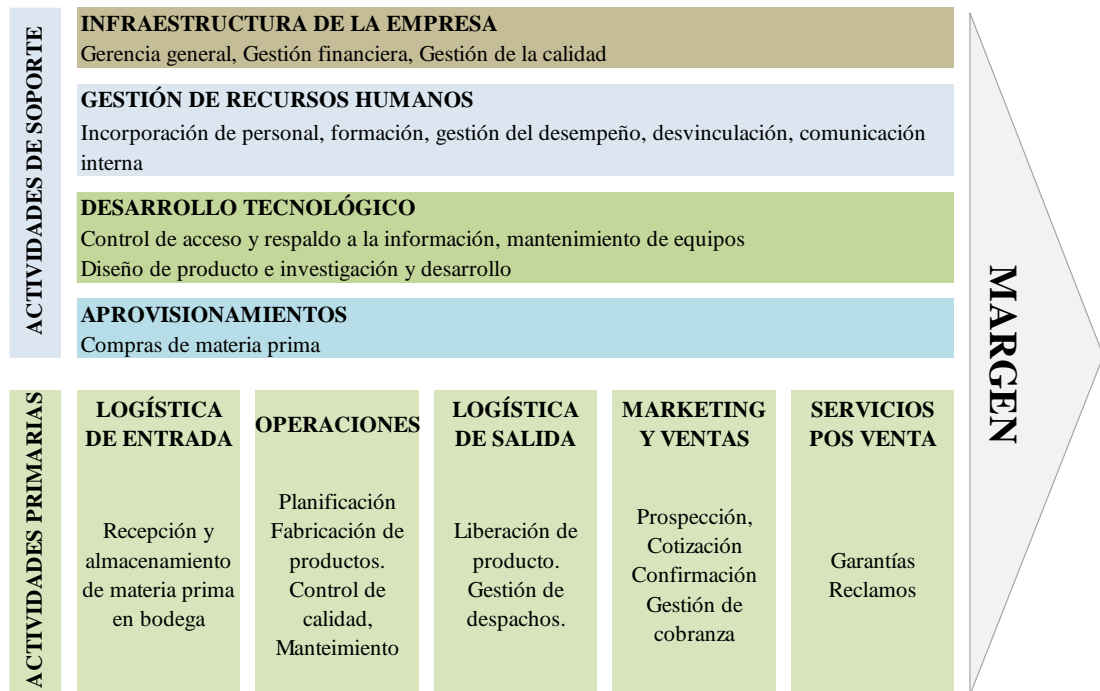 ACTIVIDADES DE SOPORTE
INFRAESTRUCTURA DE LA EMPRESA
Gerencia general, Gestión financiera, Gestión de la calidad
GESTIÓN DE RECURSOS HUMANOS
Incorporación de personal, formación, gestión del desempeño, desvinculación, comunicación
interna
DESARROLLO TECNOLÓGICO
Control de acceso y respaldo a la información, mantenimiento de equipos
Diseño de producto e investigación y desarrollo
APROVISIONAMIENTOS
Compras de materia prima
ACTIVIDADES PRIMARIAS
LOGÍSTICA
DE ENTRADA
Recepción y
almacenamiento
de materia prima
en bodega
OPERACIONES
Planificación
Fabricación de
productos.
Control de
calidad,
Manteimiento
LOGÍSTICA
DE SALIDA
Liberación de
producto.
Gestión de
despachos.
MARKETING
Y VENTAS
Prospección,
Cotización
Confirmación
Gestión de
cobranza
SERVICIOS
POS VENTA
Garantías
Reclamos
MARGEN